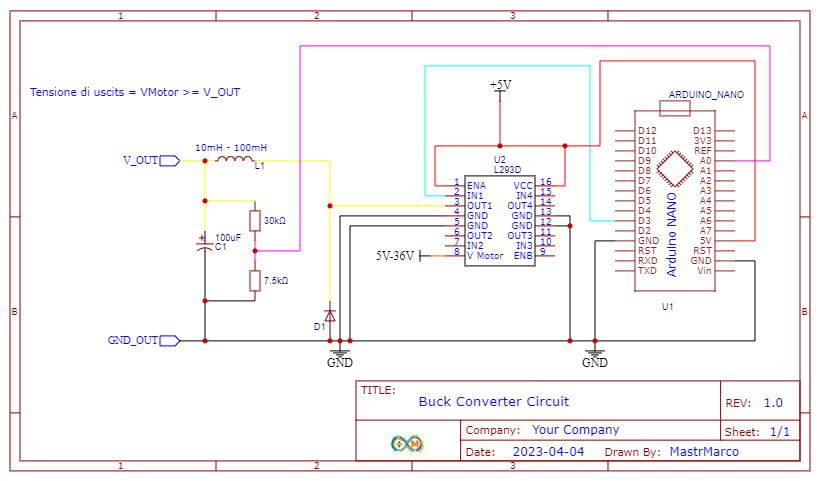 1 2 3
A A
B B
1 2 3
Tensione di uscits = VMotor >= V_OUT
10mH - 100mH
L1
V_OUT
30kΩ
100uF
C1
7.5kΩ
GND_OUT
D1
GND
GND
+5V
5V-36V
U2
L293D
1 ENA VCC 16
2 IN1 IN4 15
3 OUT1 OUT4 14
4 GND GND 13
5 GND GND 12
6 OUT2 OUT3 11
7 IN2 IN3 10
8 V Motor ENB 9
ARDUINO_NANO
D12 D13
D11 3V3
D10 REF
D9 A0
D8 A1
D7 A2
D6 A3
D5 A4
D4 A5
D3 A6
D2 A7
GND 5V
RST RST
RXD GND
TXD Vin
Arduino NANO
U1
TITLE:
Buck Converter Circuit
REV: 1.0
Company: Your Company
Sheet: 1/1
Date: 2023-04-04 Drawn By: MastrMarco
M